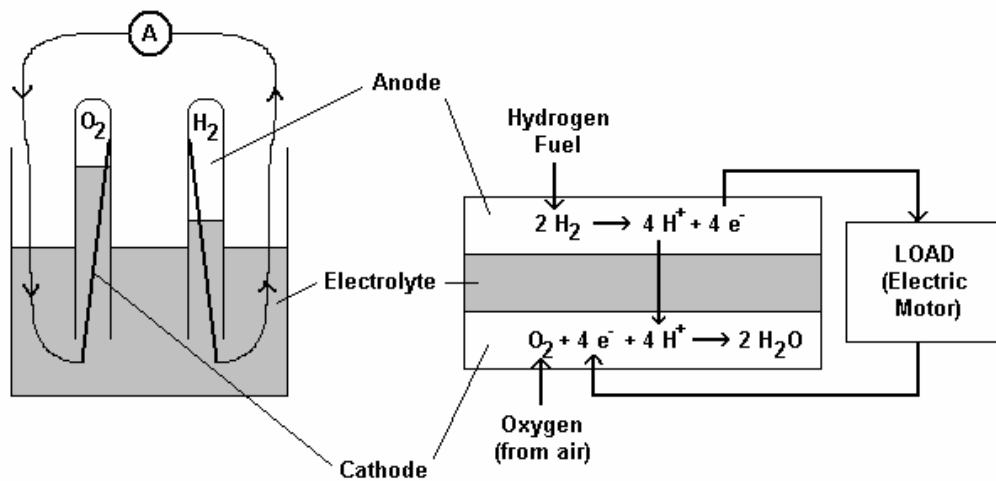 A
O2
H2
Anode
Electrolyte
Cathode
Hydrogen
Fuel
2 H2 → 4 H+ + 4 e-
O2 + 4 e- + 4 H+ → 2 H2O
Oxygen
(from air)
LOAD
(Electric
Motor)